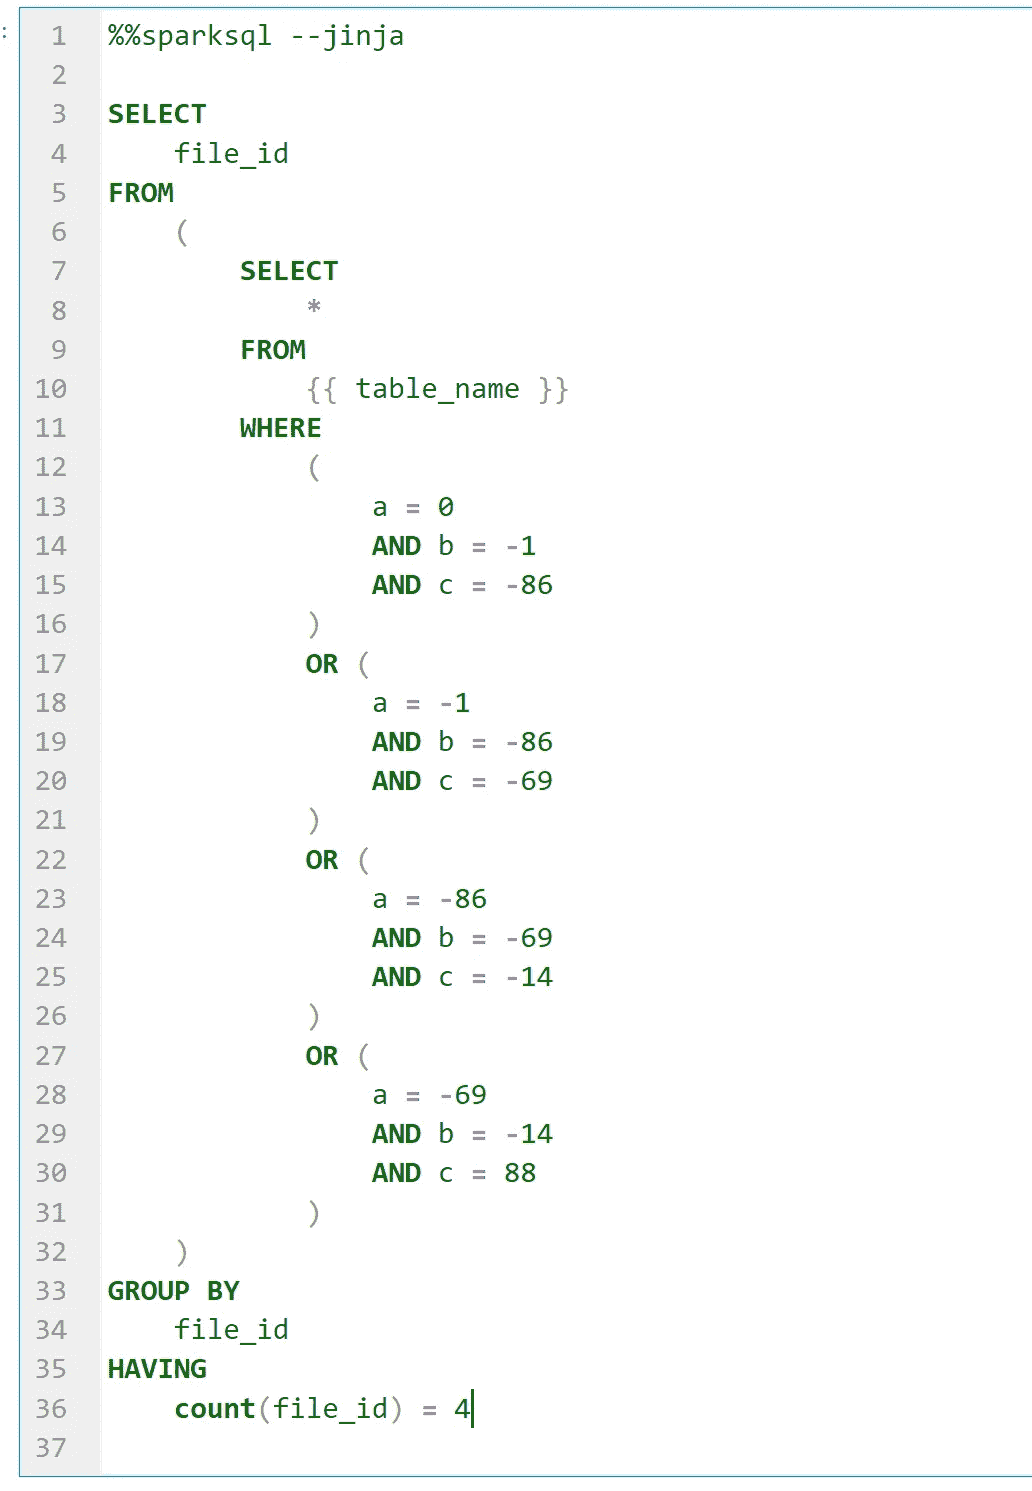 1 %%sparksql --jinja
2
3 SELECT
4     file_id
5 FROM
6     (
7         SELECT
8             *
9         FROM
10             {{ table_name }}
11         WHERE
12             (
13                 a = 0
14                 AND b = -1
15                 AND c = -86
16             )
17             OR (
18                 a = -1
19                 AND b = -86
20                 AND c = -69
21             )
22             OR (
23                 a = -86
24                 AND b = -69
25                 AND c = -14
26             )
27             OR (
28                 a = -69
29                 AND b = -14
30                 AND c = 88
31             )
32     )
33 GROUP BY
34     file_id
35 HAVING
36     count(file_id) = 4
37